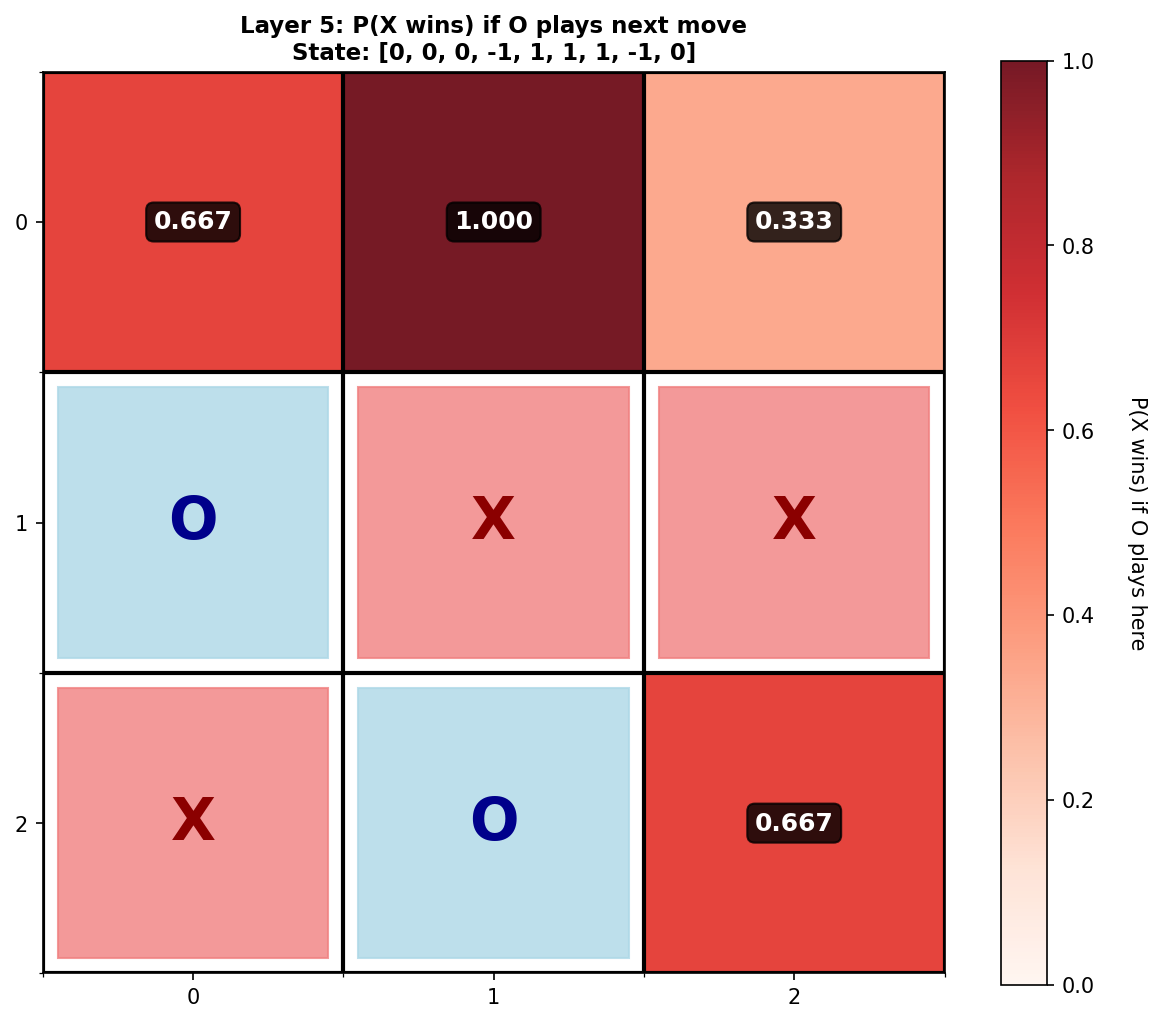 Layer 5: P(X wins) if O plays next move
State: [0, 0, 0, -1, 1, 1, 1, -1, 0]
0
0.667
1.000
0.333
1
O
X
X
2
X
O
0.667
0
1
2
1.0
0.8
0.6
0.4
0.2
0.0
P(X wins) if O plays here